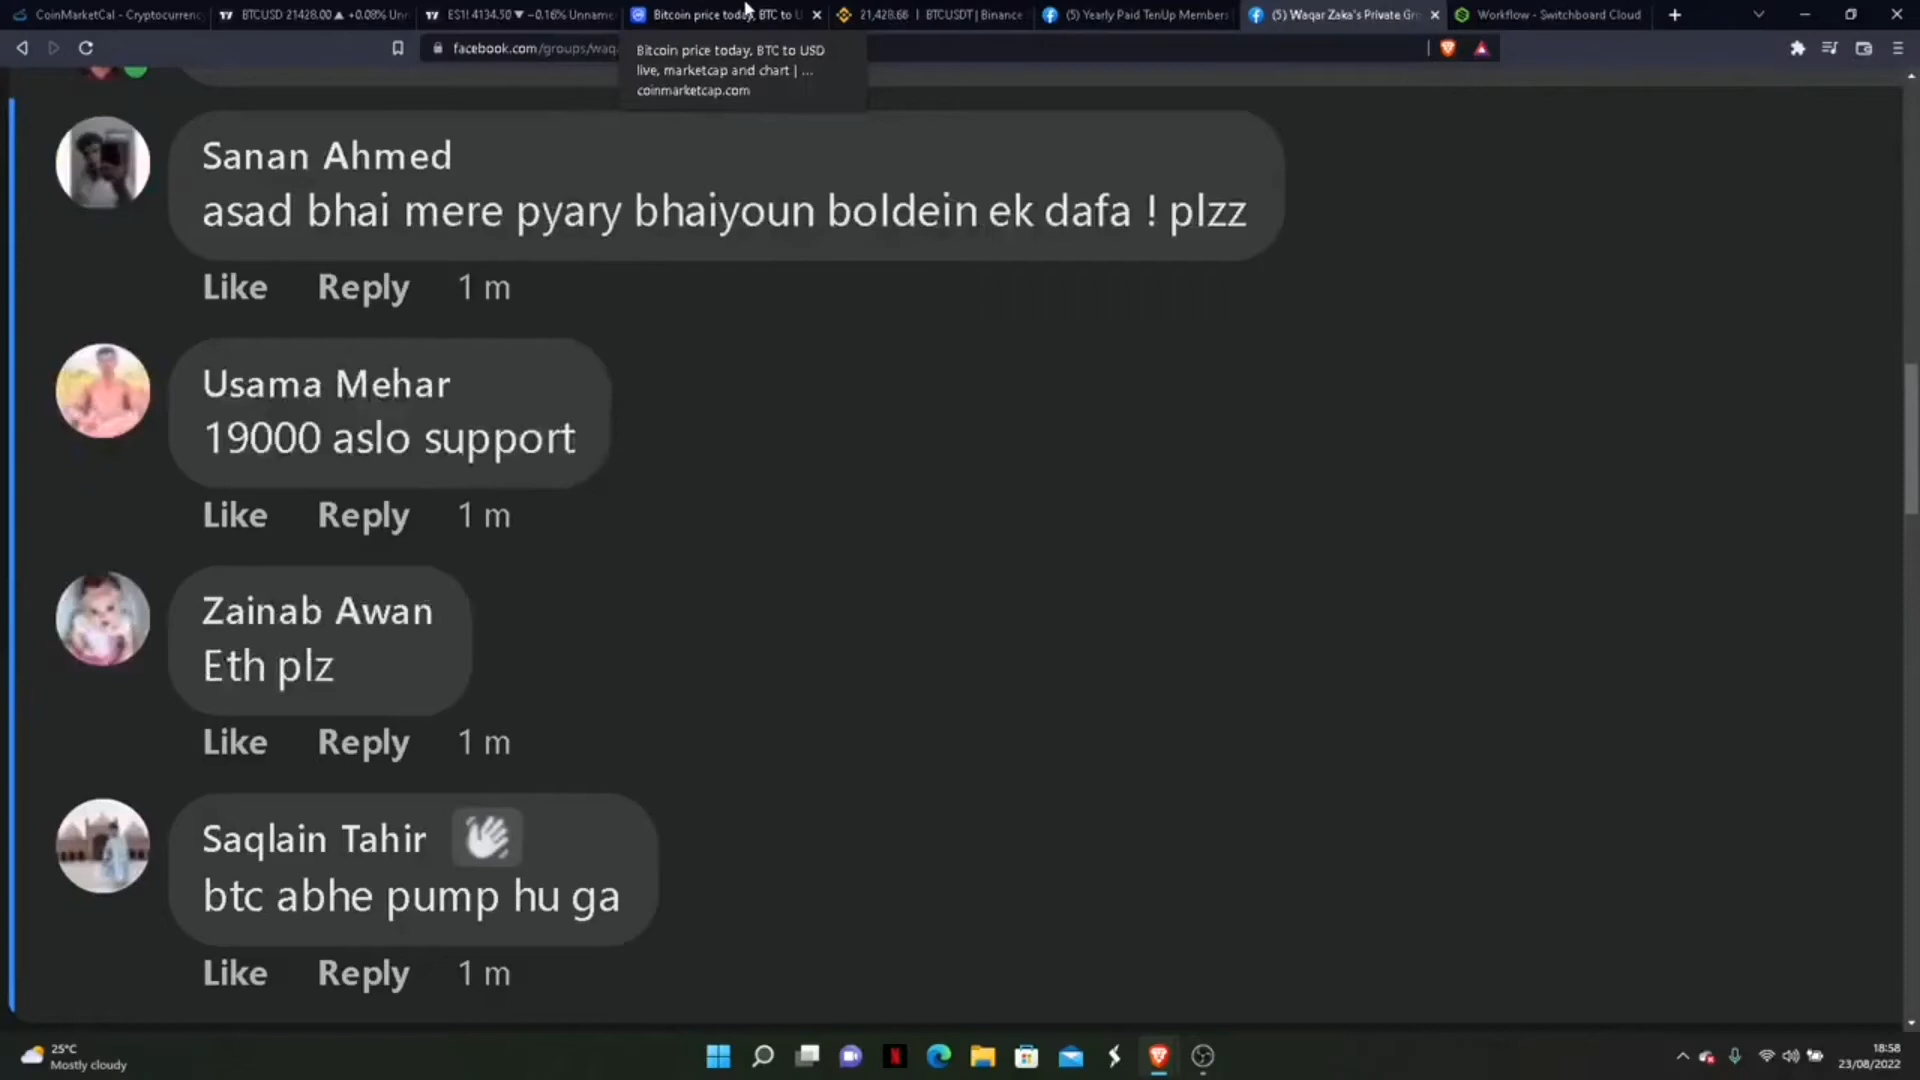 CoinMarketCal - Cryptocurrenc
BTCUSD 21428.00 ▲ +0.08% Unn
ES1! 4134.50 ▼ −0.16% Unname
Bitcoin price today, BTC to U
21,428.66 | BTCUSDT | Binance
(5) Yearly Paid TenUp Members
(5) Waqar Zaka's Private Gr
Workflow - Switchboard Cloud
facebook.com/groups/waq
Bitcoin price today, BTC to USD
live, marketcap and chart | ...
coinmarketcap.com
Sanan Ahmed
asad bhai mere pyary bhaiyoun boldein ek dafa ! plzz
Like Reply 1 m
Usama Mehar
19000 aslo support
Like Reply 1 m
Zainab Awan
Eth plz
Like Reply 1 m
Saqlain Tahir 👋
btc abhe pump hu ga
Like Reply 1 m
25°C
Mostly cloudy
18:58
23/08/2022